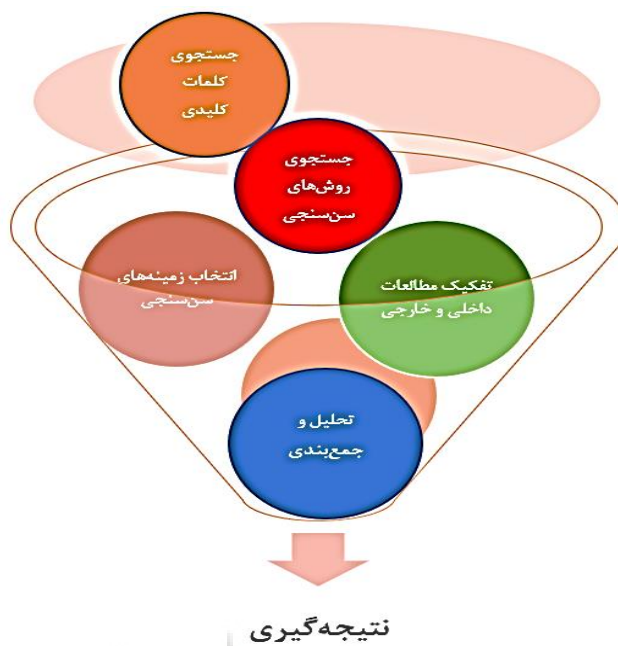 جستجوی
کلمات
کلیدی
جستجوی
روش‌های
سن‌سنجی
انتخاب زمینه‌های
سن‌سنجی
تفکیک مطالعات
داخلی و خارجی
تحلیل و
جمع‌بندی
نتیجه‌گیری